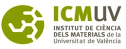 ICMUV
INSTITUT DE CIÈNCIA
DELS MATERIALS de la
Universitat de València